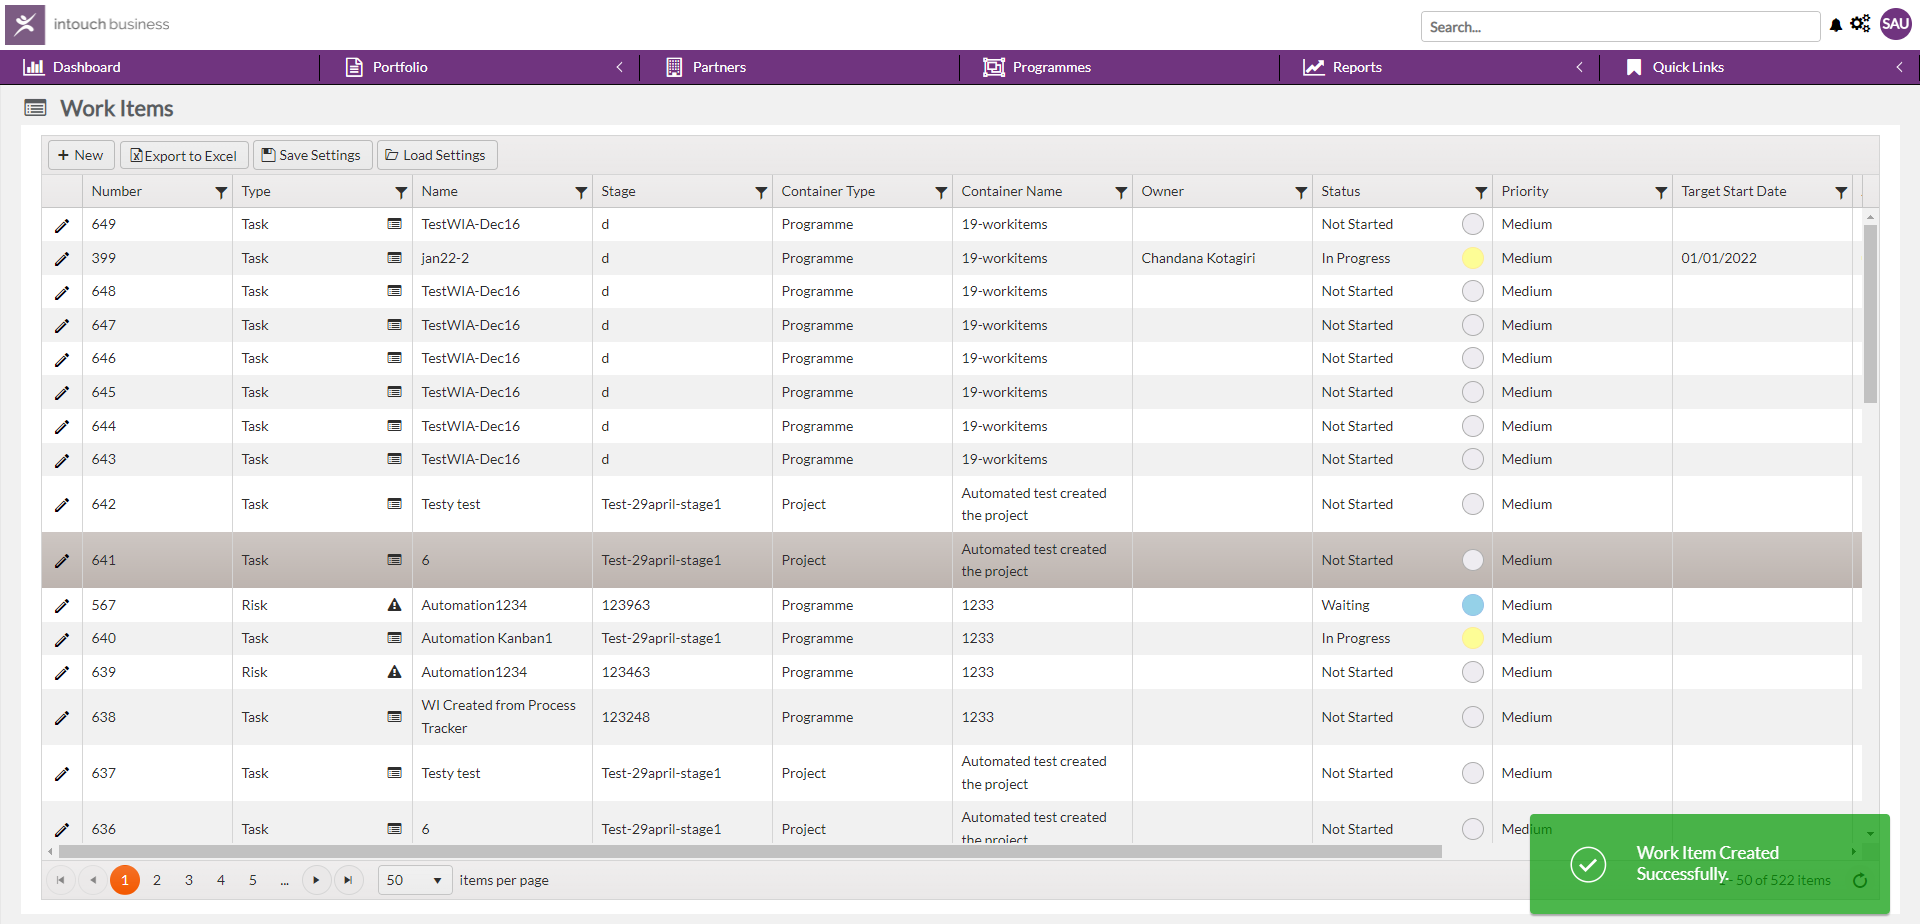 intouch business
Search...
SAU
Dashboard
Portfolio
Partners
Programmes
Reports
Quick Links
Work Items
+ New
Export to Excel
Save Settings
Load Settings
Number Type Name Stage Container Type Container Name Owner Status Priority Target Start Date
649 Task TestWIA-Dec16 d Programme 19-workitems Not Started Medium
399 Task jan22-2 d Programme 19-workitems Chandana Kotagiri In Progress Medium 01/01/2022
648 Task TestWIA-Dec16 d Programme 19-workitems Not Started Medium
647 Task TestWIA-Dec16 d Programme 19-workitems Not Started Medium
646 Task TestWIA-Dec16 d Programme 19-workitems Not Started Medium
645 Task TestWIA-Dec16 d Programme 19-workitems Not Started Medium
644 Task TestWIA-Dec16 d Programme 19-workitems Not Started Medium
643 Task TestWIA-Dec16 d Programme 19-workitems Not Started Medium
642 Task Testy test Test-29april-stage1 Project Automated test created
the project Not Started Medium
641 Task 6 Test-29april-stage1 Project Automated test created
the project Not Started Medium
567 Risk Automation1234 123963 Programme 1233 Waiting Medium
640 Task Automation Kanban1 Test-29april-stage1 Programme 1233 In Progress Medium
639 Risk Automation1234 123463 Programme 1233 Not Started Medium
638 Task WI Created from Process
Tracker 123248 Programme 1233 Not Started Medium
637 Task Testy test Test-29april-stage1 Project Automated test created
the project Not Started Medium
636 Task 6 Test-29april-stage1 Project Automated test created
the project Not Started Medium
1 2 3 4 5 ... 50 items per page
Work Item Created
Successfully.
- 50 of 522 items